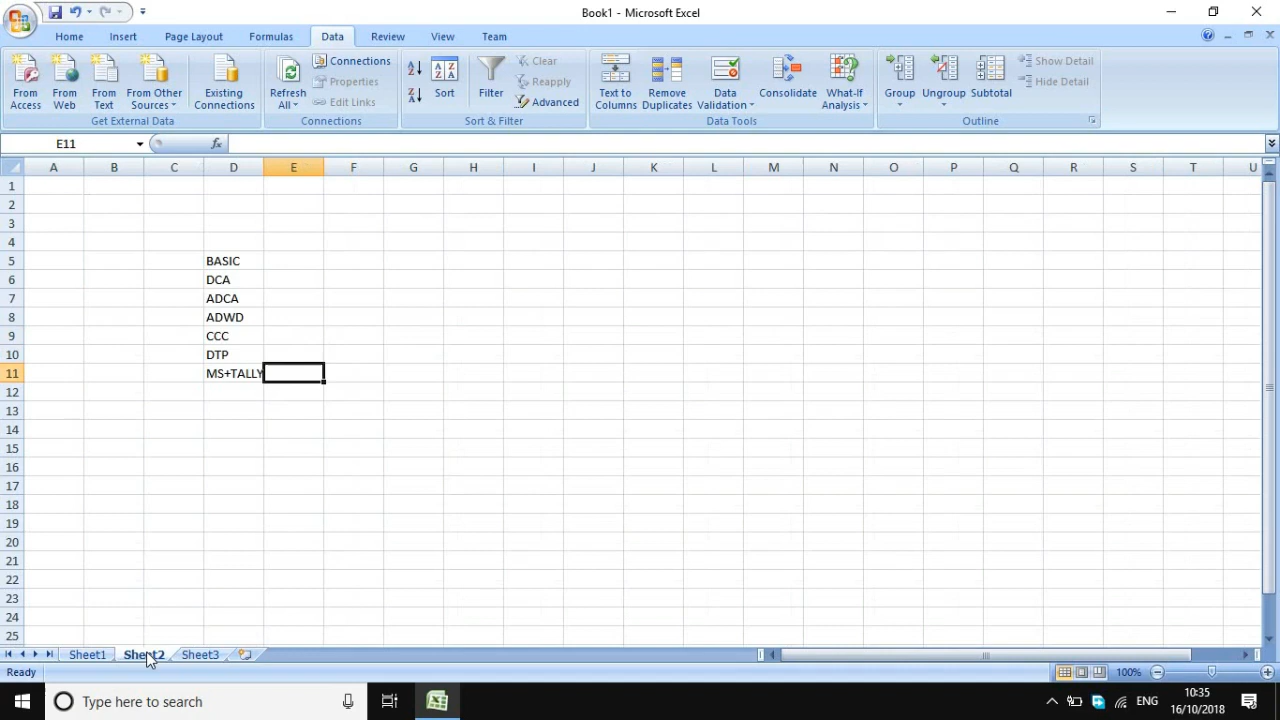 Book1 - Microsoft Excel
Home Insert Page Layout Formulas Data Review View Team
From Access
From Web
From Text
From Other Sources
Existing Connections
Get External Data
Refresh All
Connections
Properties
Edit Links
Connections
Sort
Filter
Clear
Reapply
Advanced
Sort & Filter
Text to Columns
Remove Duplicates
Data Validation
Consolidate
What-If Analysis
Data Tools
Group
Ungroup
Subtotal
Show Detail
Hide Detail
Outline
E11 fx
A B C D E F G H I J K L M N O P Q R S T U
1
2
3
4
5 BASIC
6 DCA
7 ADCA
8 ADWD
9 CCC
10 DTP
11 MS+TALLY
12
13
14
15
16
17
18
19
20
21
22
23
24
25
Sheet1 Sheet2 Sheet3
Ready 100%
Type here to search ENG 10:35
16/10/2018